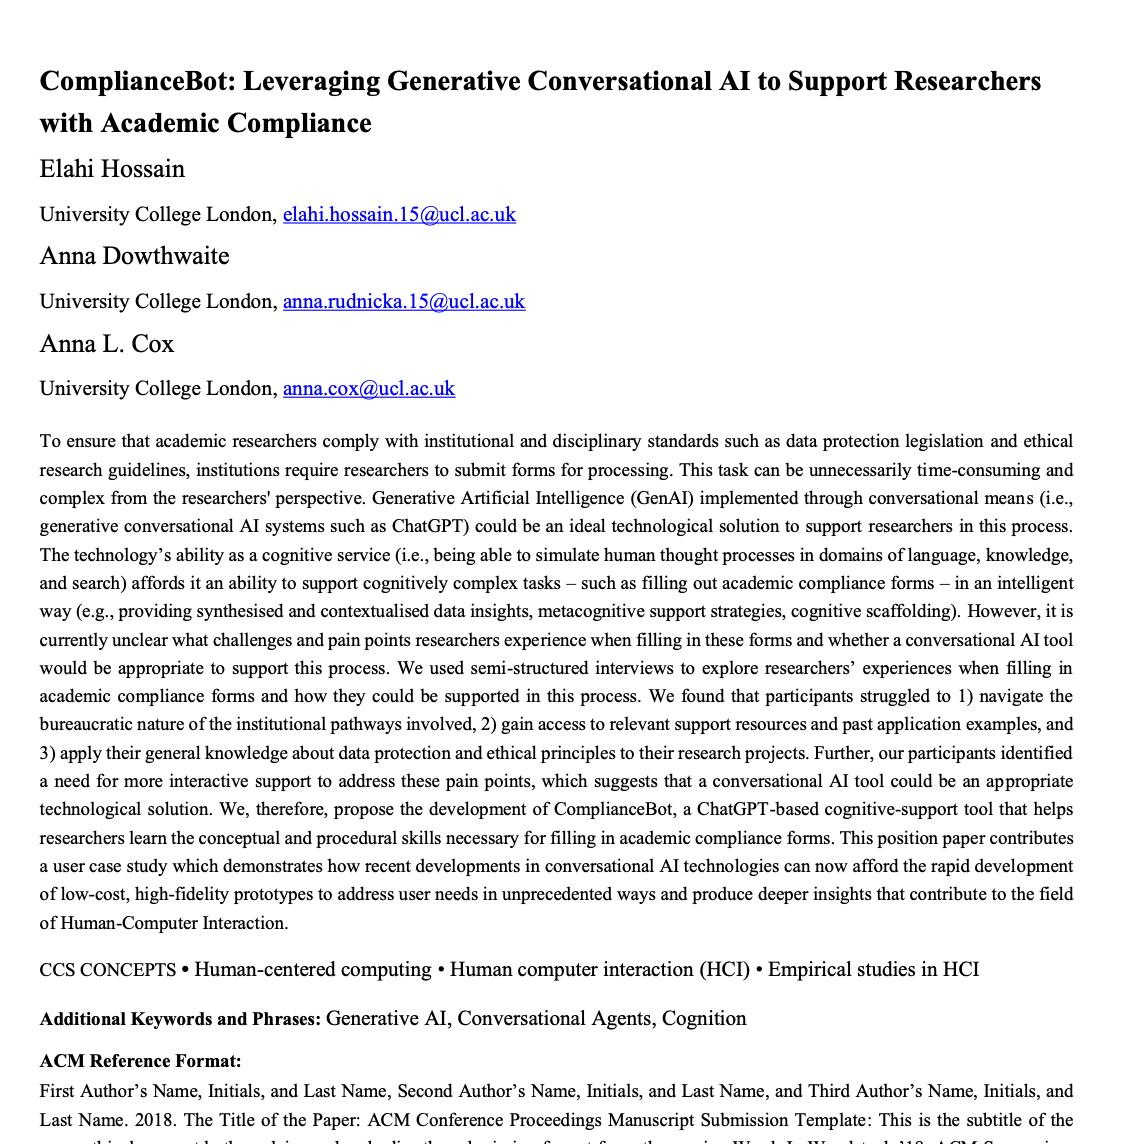 ComplianceBot: Leveraging Generative Conversational AI to Support Researchers
with Academic Compliance
Elahi Hossain
University College London, elahi.hossain.15@ucl.ac.uk
Anna Dowthwaite
University College London, anna.rudnicka.15@ucl.ac.uk
Anna L. Cox
University College London, anna.cox@ucl.ac.uk
To ensure that academic researchers comply with institutional and disciplinary standards such as data protection legislation and ethical
research guidelines, institutions require researchers to submit forms for processing. This task can be unnecessarily time-consuming and
complex from the researchers' perspective. Generative Artificial Intelligence (GenAI) implemented through conversational means (i.e.,
generative conversational AI systems such as ChatGPT) could be an ideal technological solution to support researchers in this process.
The technology’s ability as a cognitive service (i.e., being able to simulate human thought processes in domains of language, knowledge,
and search) affords it an ability to support cognitively complex tasks – such as filling out academic compliance forms – in an intelligent
way (e.g., providing synthesised and contextualised data insights, metacognitive support strategies, cognitive scaffolding). However, it is
currently unclear what challenges and pain points researchers experience when filling in these forms and whether a conversational AI tool
would be appropriate to support this process. We used semi-structured interviews to explore researchers’ experiences when filling in
academic compliance forms and how they could be supported in this process. We found that participants struggled to 1) navigate the
bureaucratic nature of the institutional pathways involved, 2) gain access to relevant support resources and past application examples, and
3) apply their general knowledge about data protection and ethical principles to their research projects. Further, our participants identified
a need for more interactive support to address these pain points, which suggests that a conversational AI tool could be an appropriate
technological solution. We, therefore, propose the development of ComplianceBot, a ChatGPT-based cognitive-support tool that helps
researchers learn the conceptual and procedural skills necessary for filling in academic compliance forms. This position paper contributes
a user case study which demonstrates how recent developments in conversational AI technologies can now afford the rapid development
of low-cost, high-fidelity prototypes to address user needs in unprecedented ways and produce deeper insights that contribute to the field
of Human-Computer Interaction.
CCS CONCEPTS • Human-centered computing • Human computer interaction (HCI) • Empirical studies in HCI
Additional Keywords and Phrases: Generative AI, Conversational Agents, Cognition
ACM Reference Format:
First Author’s Name, Initials, and Last Name, Second Author’s Name, Initials, and Last Name, and Third Author’s Name, Initials, and
Last Name. 2018. The Title of the Paper: ACM Conference Proceedings Manuscript Submission Template: This is the subtitle of the